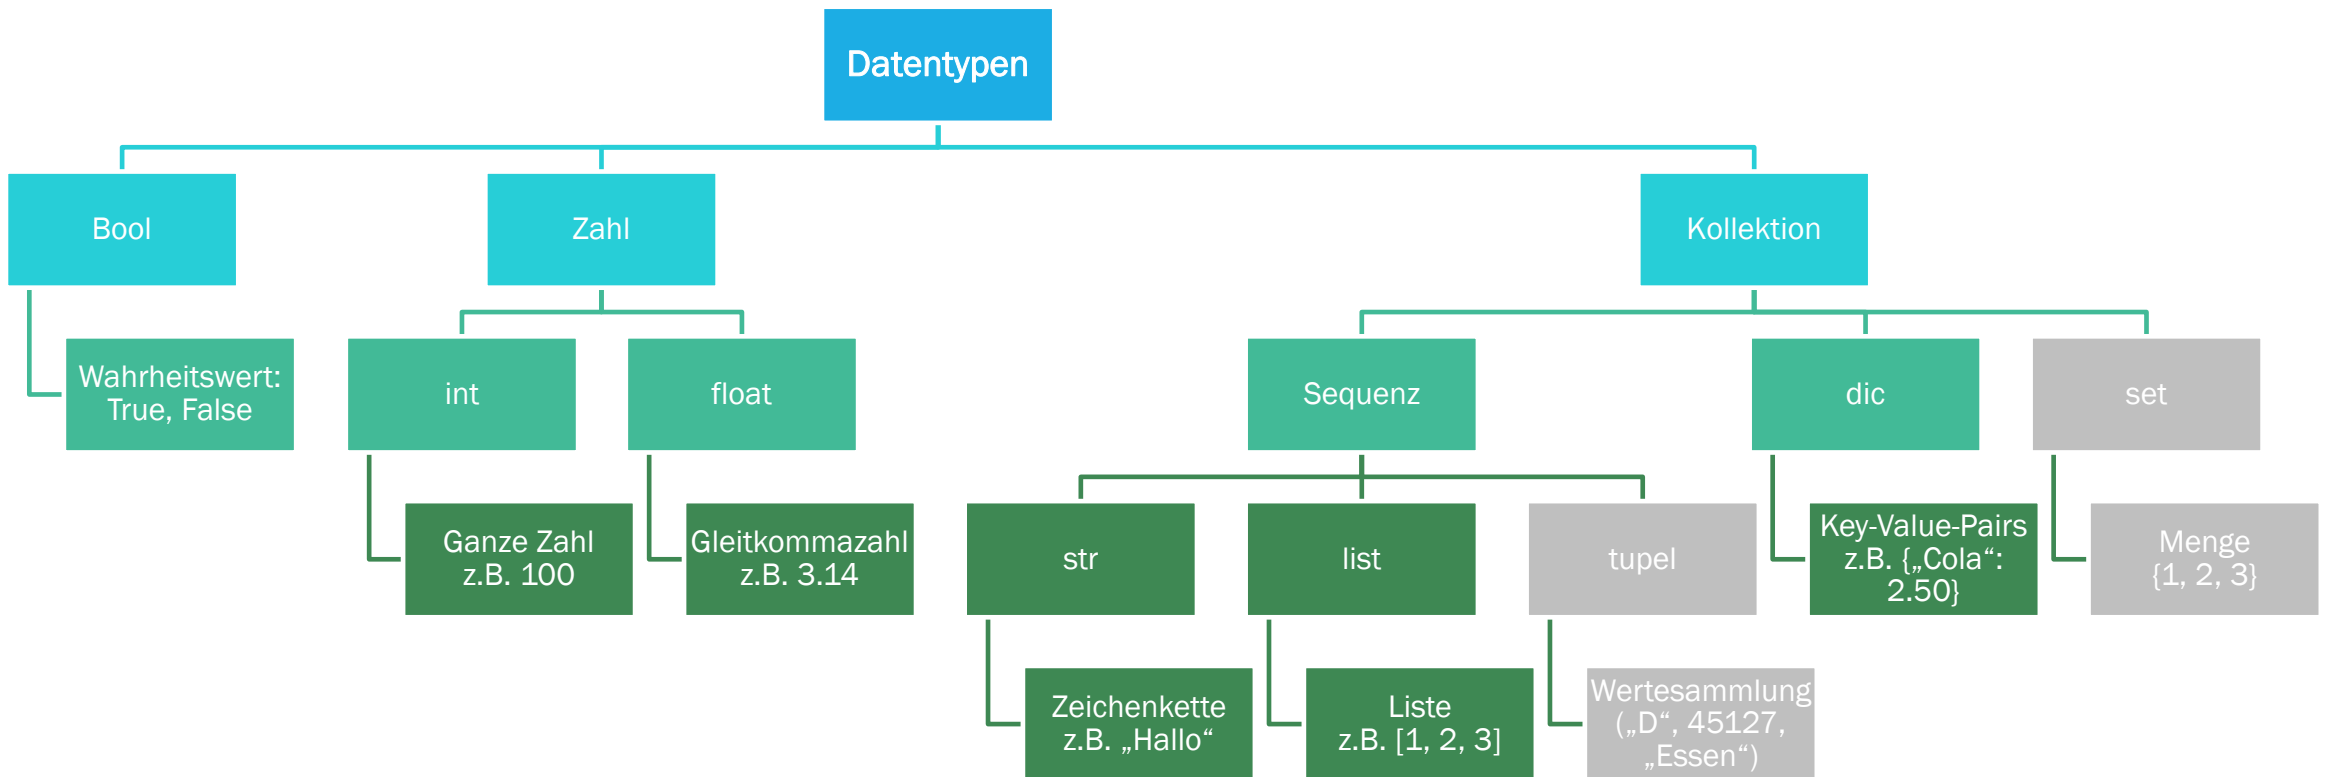 Datentypen
Bool
Zahl
Kollektion
Wahrheitswert:
True, False
int
float
Sequenz
dic
set
Ganze Zahl
z.B. 100
Gleitkommazahl
z.B. 3.14
str
list
tupel
Key-Value-Pairs
z.B. {„Cola“:
2.50}
Menge
{1, 2, 3}
Zeichenkette
z.B. „Hallo“
Liste
z.B. [1, 2, 3]
Wertesammlung
(„D“, 45127,
„Essen“)